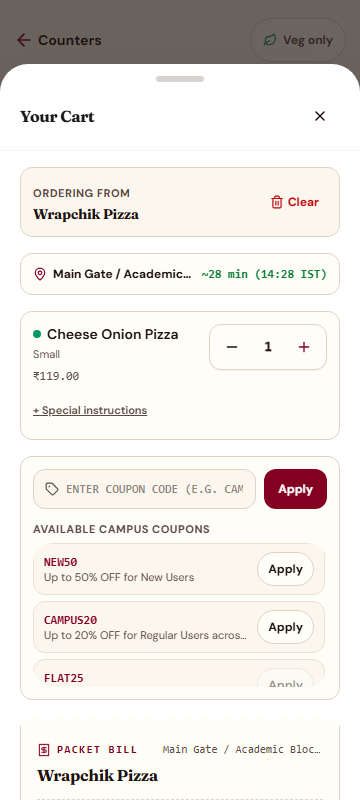 Counters
Veg only
Your Cart
ORDERING FROM
Wrapchik Pizza
Clear
Main Gate / Academic... ~28 min (14:28 IST)
Cheese Onion Pizza
Small
₹119.00
− 1 +
+ Special instructions
ENTER COUPON CODE (E.G. CAM
Apply
AVAILABLE CAMPUS COUPONS
NEW50
Up to 50% OFF for New Users
Apply
CAMPUS20
Up to 20% OFF for Regular Users acros...
Apply
FLAT25
Apply
PACKET BILL Main Gate / Academic Bloc...
Wrapchik Pizza